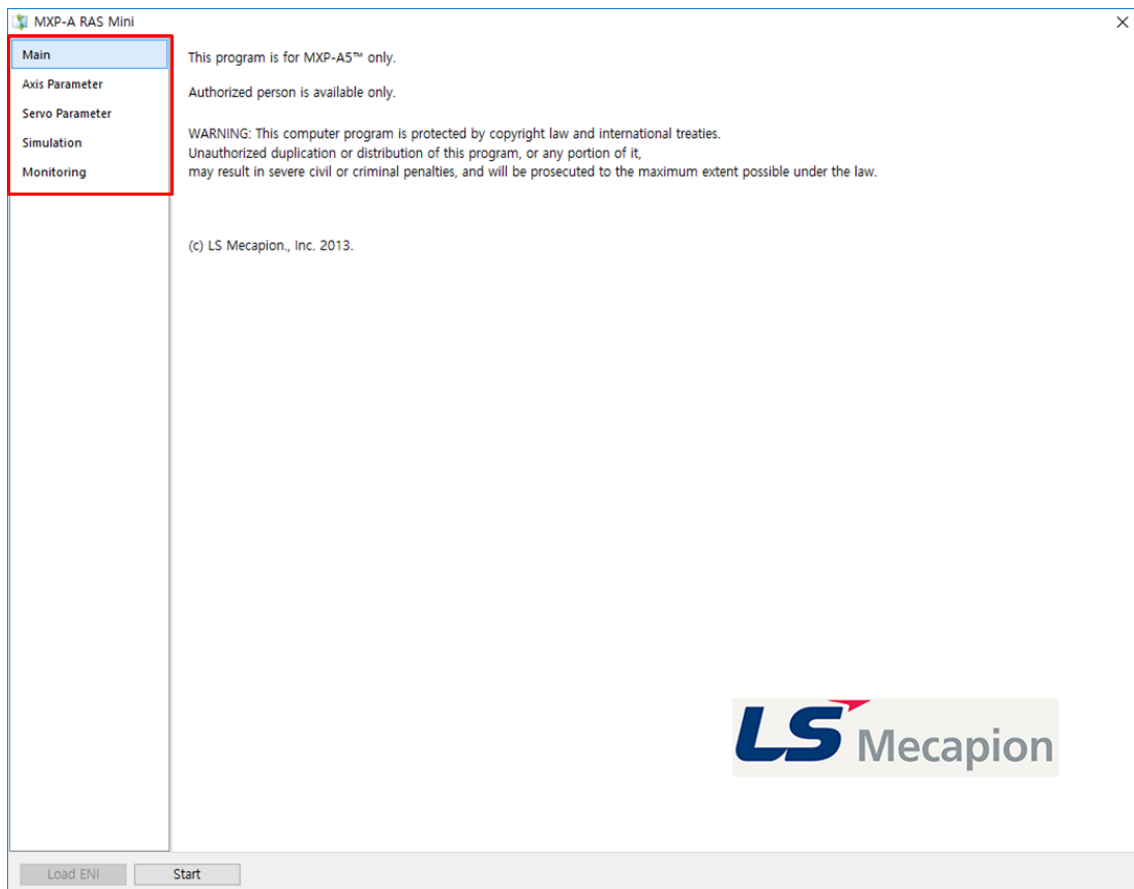 MXP-A RAS Mini
Main
Axis Parameter
Servo Parameter
Simulation
Monitoring
This program is for MXP-A5™ only.
Authorized person is available only.
WARNING: This computer program is protected by copyright law and international treaties.
Unauthorized duplication or distribution of this program, or any portion of it,
may result in severe civil or criminal penalties, and will be prosecuted to the maximum extent possible under the law.
(c) LS Mecapion., Inc. 2013.
LS Mecapion
Load ENI
Start